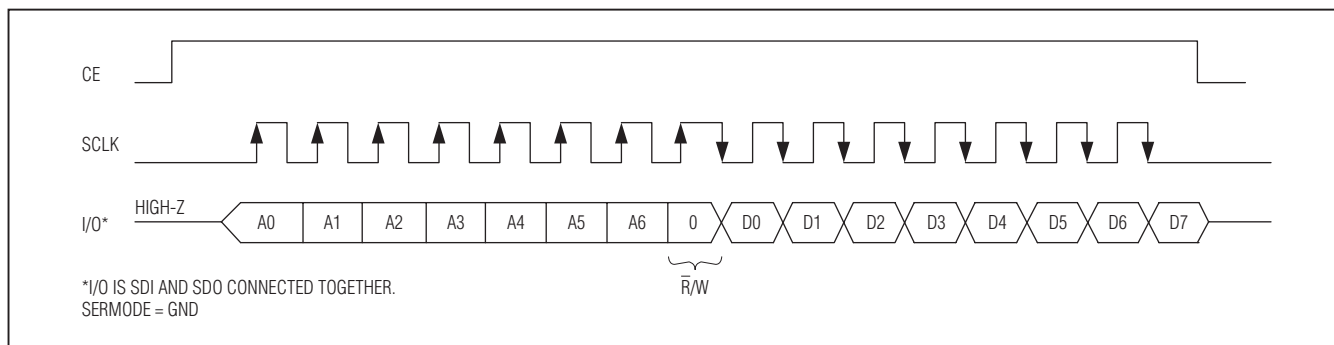 CE
SCLK
I/O* HIGH-Z A0 A1 A2 A3 A4 A5 A6 0 D0 D1 D2 D3 D4 D5 D6 D7
R̅/W
*I/O IS SDI AND SDO CONNECTED TOGETHER.
SERMODE = GND